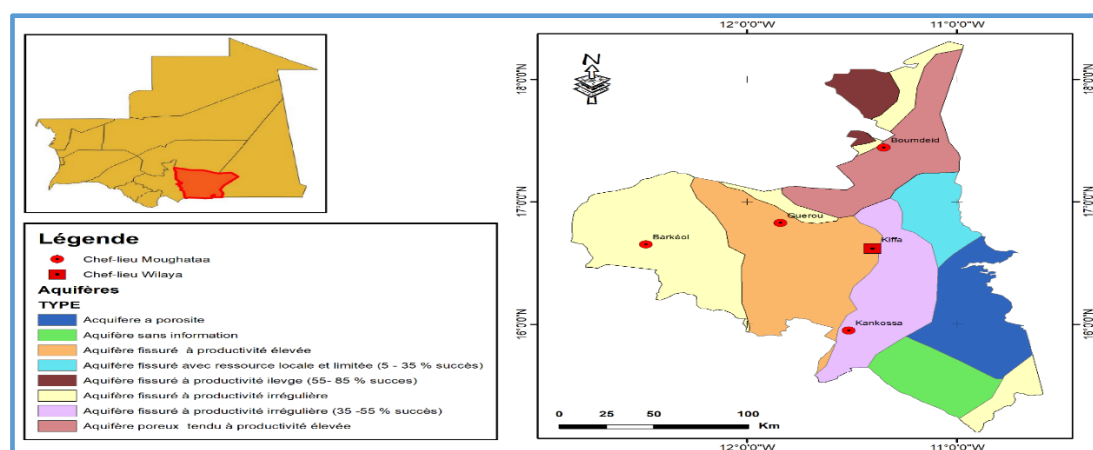 Légende
Chef-lieu Moughataa
Chef-lieu Wilaya
Aquifères
TYPE
Acquifere a porosite
Aquifère sans information
Aquifère fissuré à productivité élevée
Aquifère fissuré avec ressource locale et limitée (5 - 35 % succès)
Aquifère fissuré à productivité ilevge (55- 85 % succes)
Aquifère fissuré à productivité irrégulière
Aquifère fissuré à productivité irrégulière (35 -55 % succès)
Aquifère poreux tendu à productivité élevée
12°0'0"W 11°0'0"W
N
18°0'0"N 18°0'0"N
Boumdeid
17°0'0"N 17°0'0"N
Guerou
Barkéol
Kiffa
16°0'0"N 16°0'0"N
Kankossa
0 25 50 100
Km
12°0'0"W 11°0'0"W